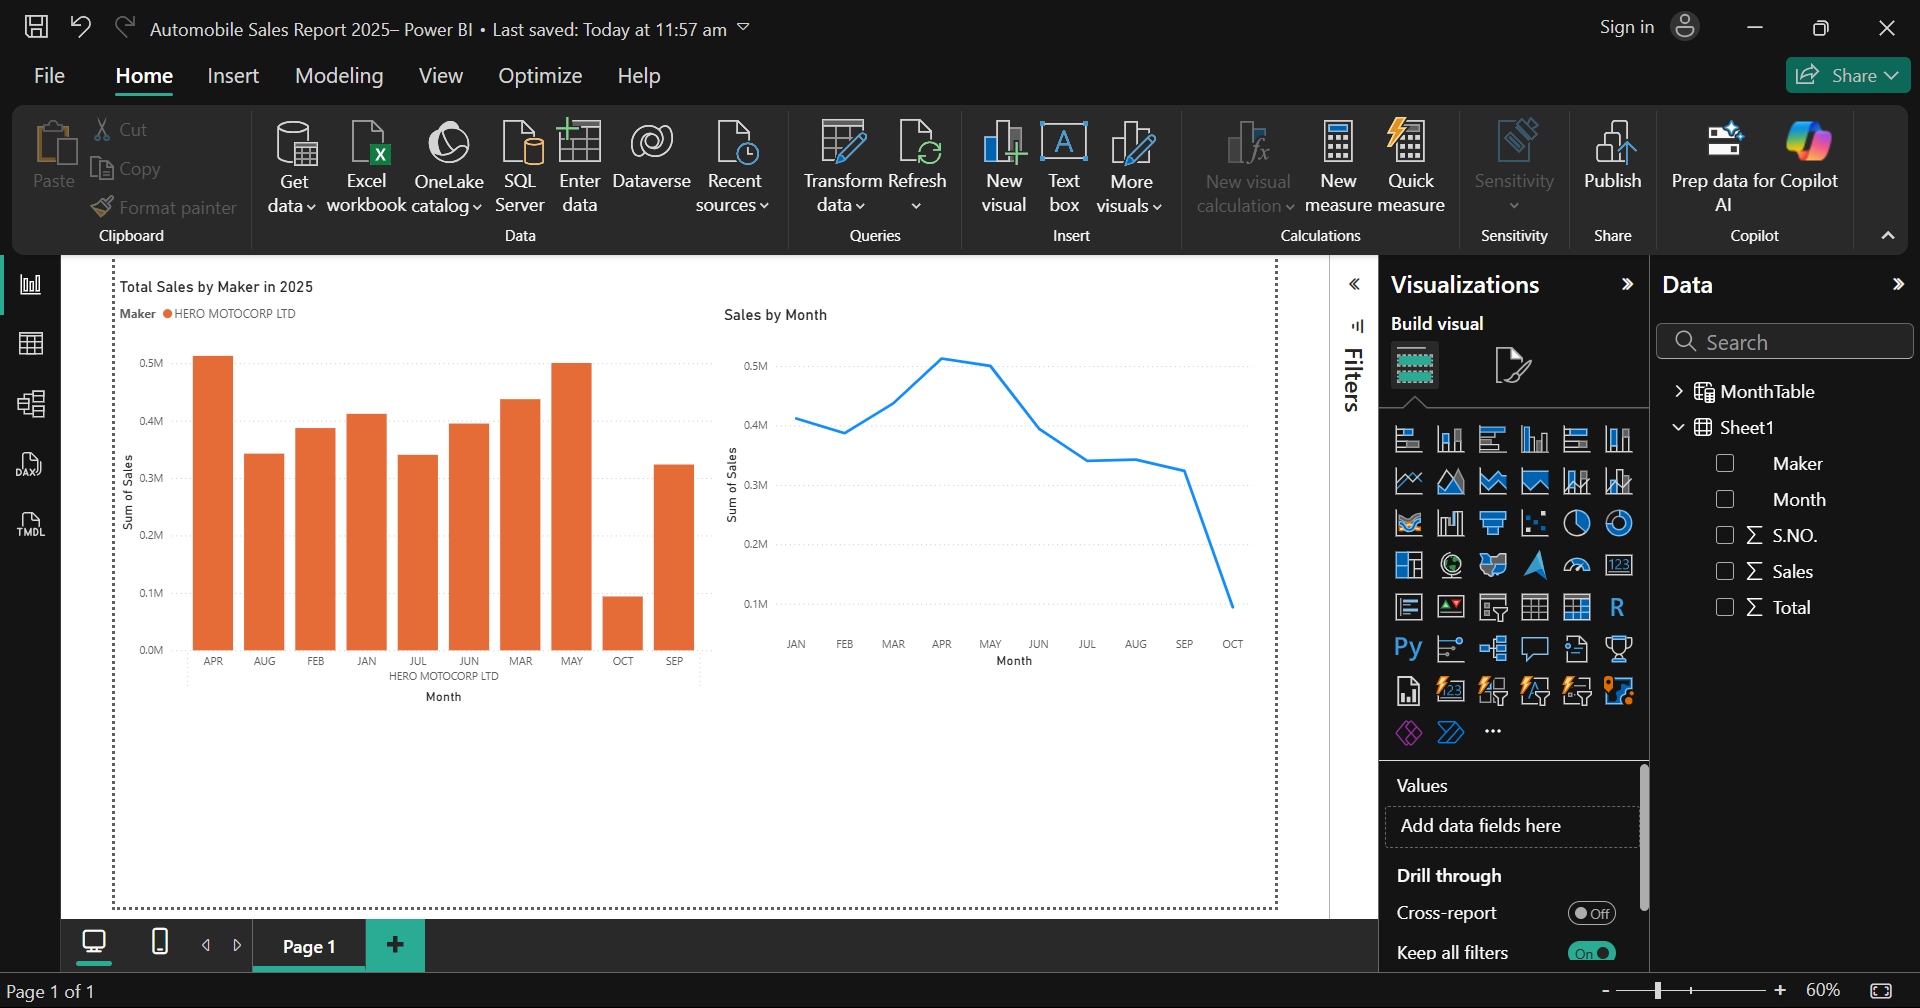 Automobile Sales Report 2025– Power BI • Last saved: Today at 11:57 am
Sign in
File
Home
Insert
Modeling
View
Optimize
Help
Share
Paste
Cut
Copy
Format painter
Clipboard
Get data
Excel workbook
OneLake catalog
SQL Server
Enter data
Dataverse
Recent sources
Data
Transform data
Refresh
Queries
New visual
Text box
More visuals
Insert
New visual calculation
New measure
Quick measure
Calculations
Sensitivity
Sensitivity
Publish
Share
Prep data for AI
Copilot
Copilot
DAX
TMDL
Total Sales by Maker in 2025
Maker HERO MOTOCORP LTD
Sum of Sales
0.5M
0.4M
0.3M
0.2M
0.1M
0.0M
APR AUG FEB JAN JUL JUN MAR MAY OCT SEP
HERO MOTOCORP LTD
Month
Sales by Month
Sum of Sales
0.5M
0.4M
0.3M
0.2M
0.1M
JAN FEB MAR APR MAY JUN JUL AUG SEP OCT
Month
Filters
Visualizations
Build visual
123
R
Py
123
Values
Add data fields here
Drill through
Cross-report
Off
Keep all filters
On
Data
Search
MonthTable
Sheet1
Maker
Month
∑ S.NO.
∑ Sales
∑ Total
Page 1
+
Page 1 of 1
- + 60%